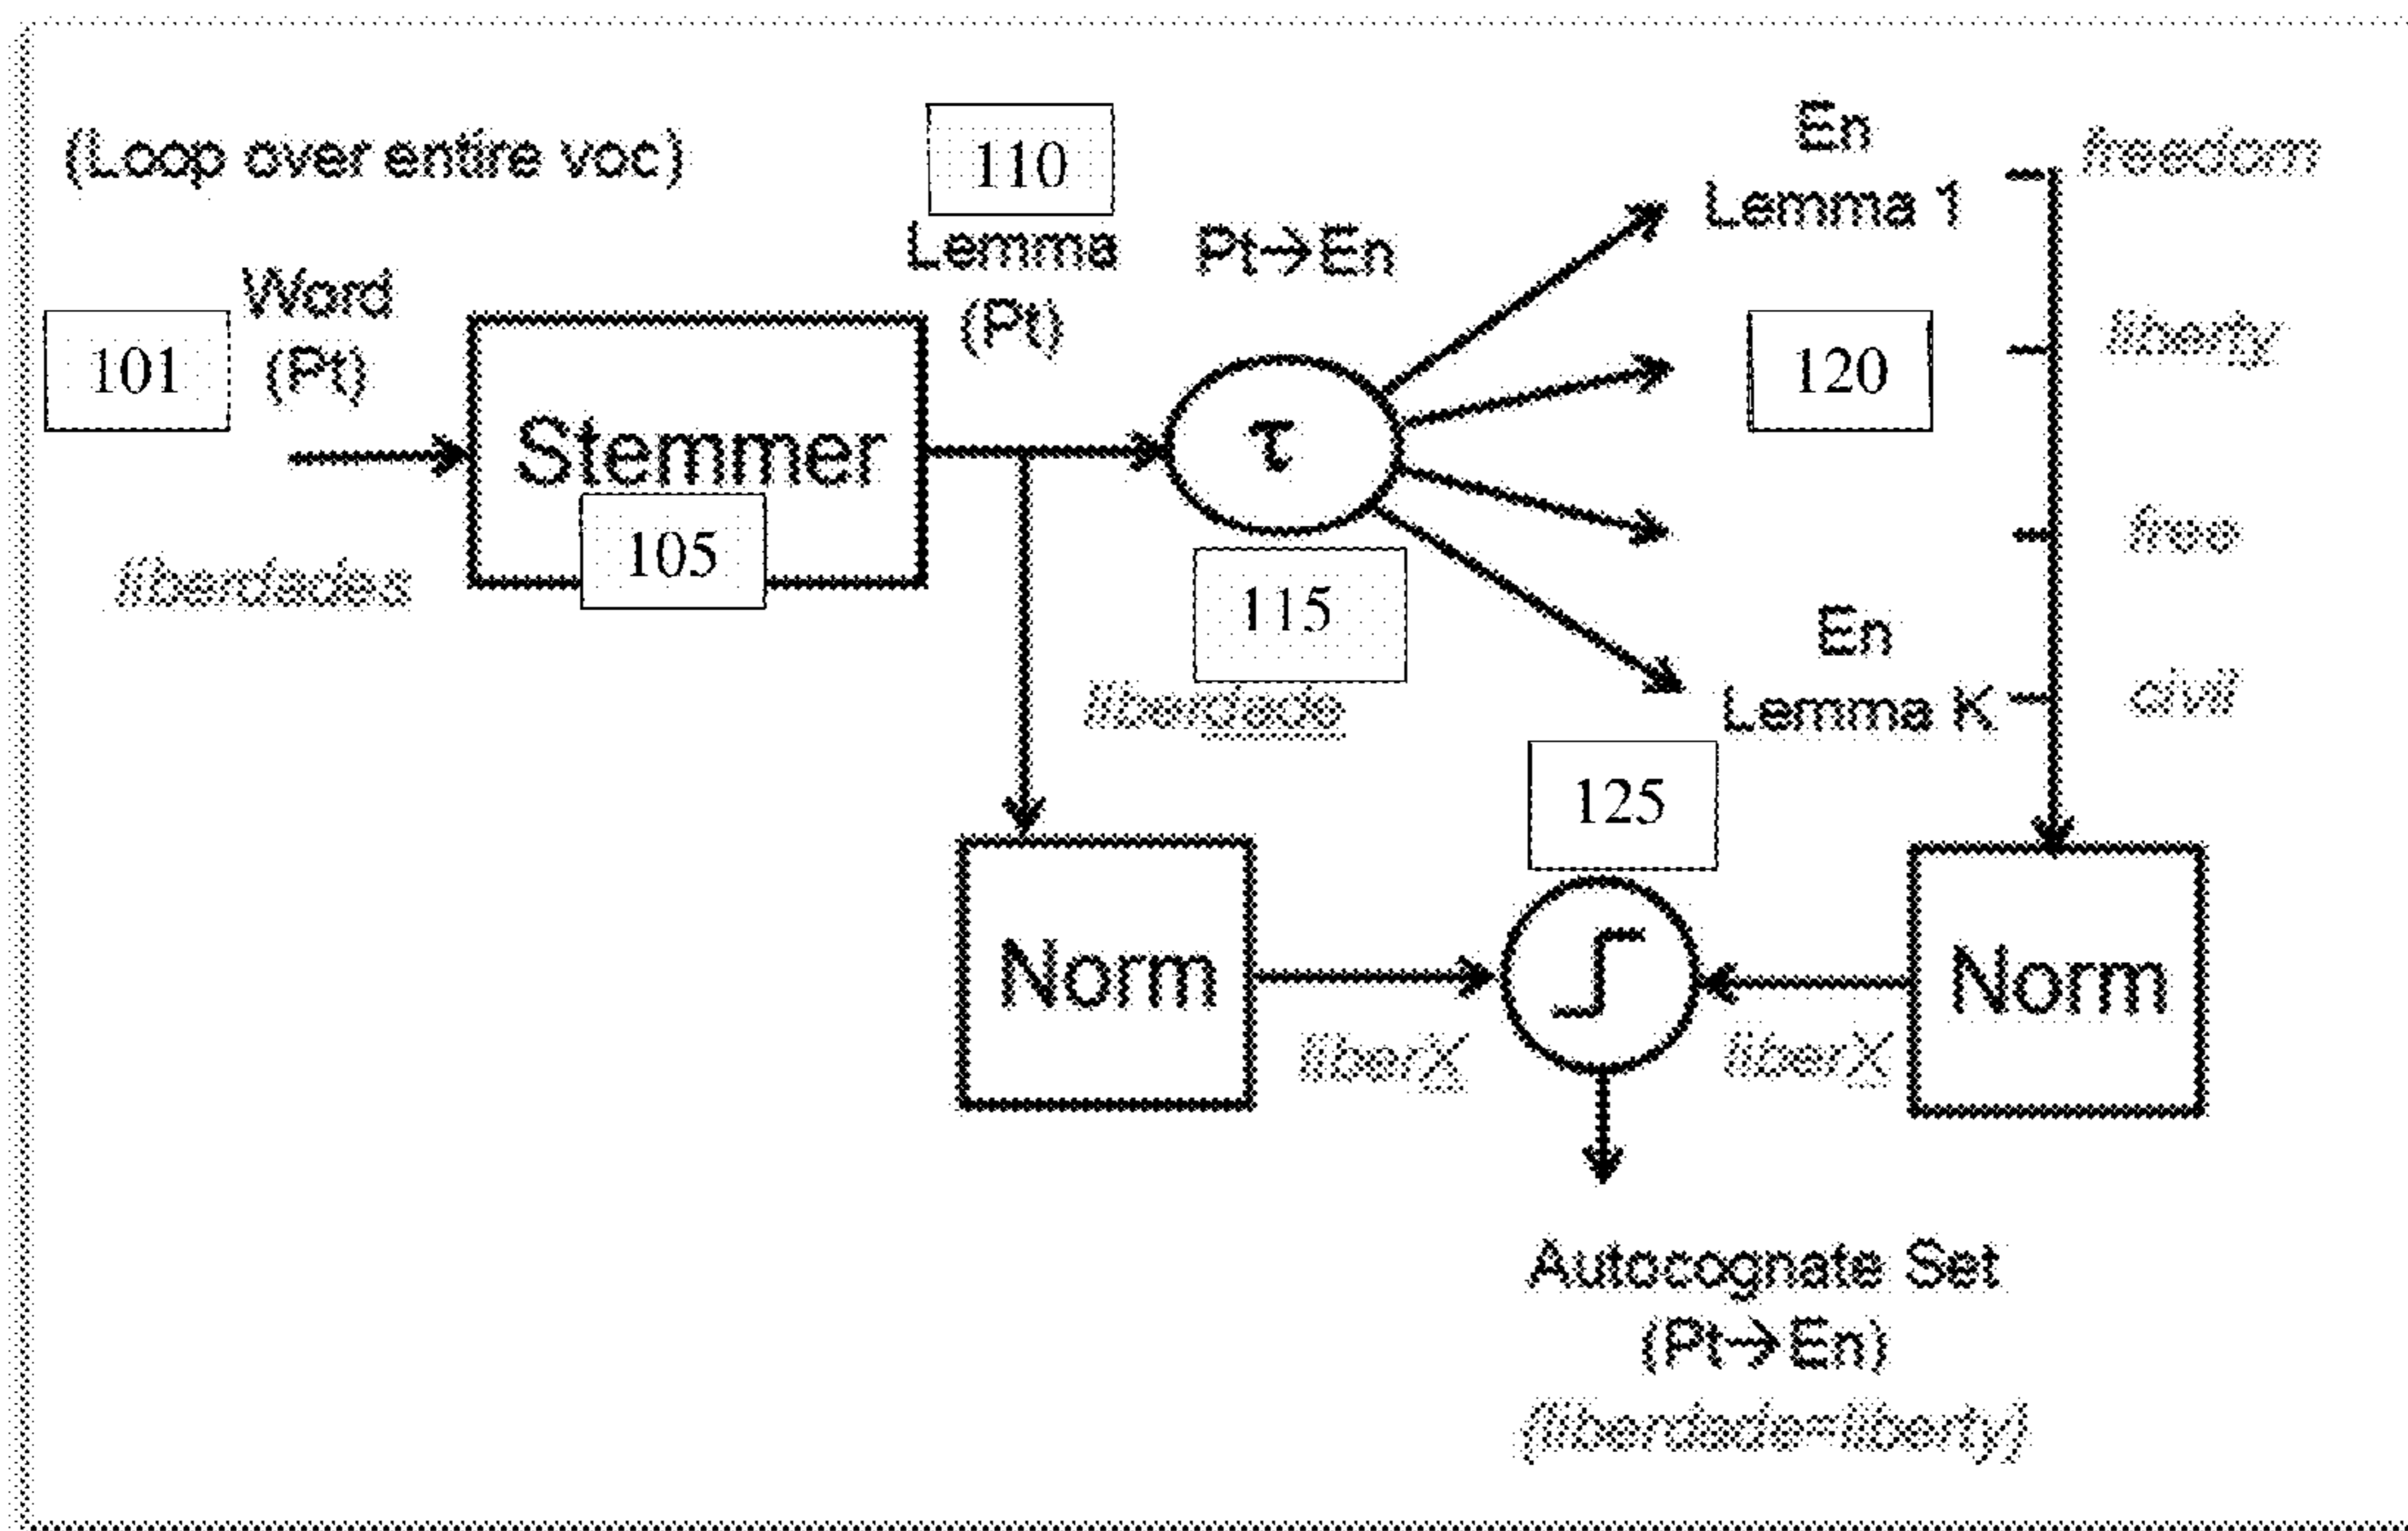 (Loop over entire voc)
110
Lemma
(Pt)
Pt→En
En
Lemma 1
freedom
101
Word
(Pt)
Stemmer
105
liberdades
τ
115
liberdade
120
liberty
free
En
Lemma K
civil
125
Norm
liberX
liberX
Norm
Autocognate Set
(Pt→En)
(liberdade~liberty)